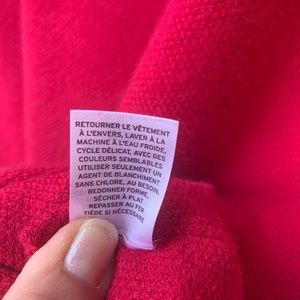 RETOURNER LE VÊTEMENT
À L'ENVERS, LAVER À LA
MACHINE À L'EAU FROIDE,
CYCLE DÉLICAT, AVEC DES
COULEURS SEMBLABLES
UTILISER SEULEMENT UN
AGENT DE BLANCHIMENT
SANS CHLORE, AU BESOIN,
REDONNER FORME,
SÉCHER À PLAT
REPASSER AU FER
TIÈDE SI NÉCESSAIRE